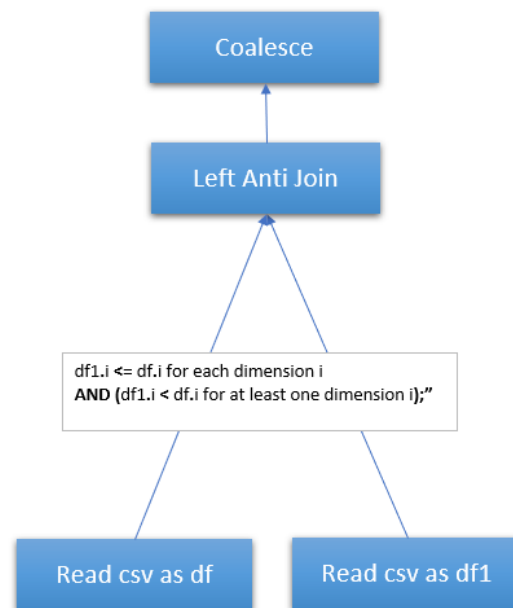 Coalesce
Left Anti Join
df1.i <= df.i for each dimension i
AND (df1.i < df.i for at least one dimension i);”
Read csv as df
Read csv as df1